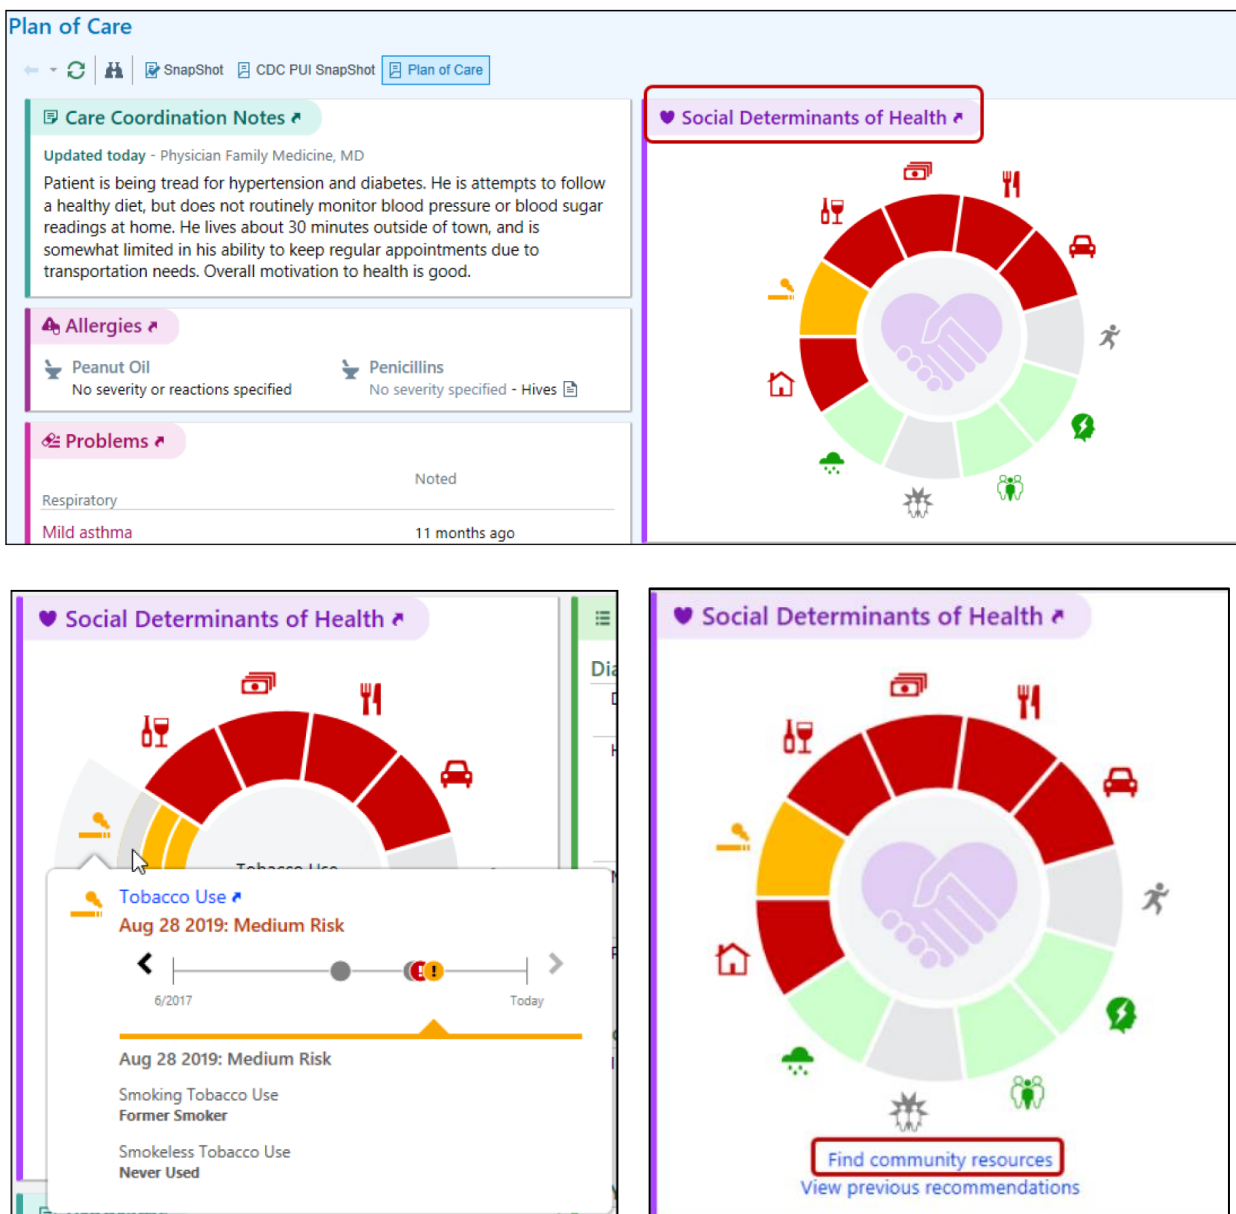 Plan of Care
SnapShot CDC PUI SnapShot Plan of Care
Care Coordination Notes
Updated today - Physician Family Medicine, MD
Patient is being tread for hypertension and diabetes. He is attempts to follow
a healthy diet, but does not routinely monitor blood pressure or blood sugar
readings at home. He lives about 30 minutes outside of town, and is
somewhat limited in his ability to keep regular appointments due to
transportation needs. Overall motivation to health is good.
Allergies
Peanut Oil
No severity or reactions specified
Penicillins
No severity specified - Hives
Problems
Noted
Respiratory
Mild asthma 11 months ago
Social Determinants of Health
Social Determinants of Health
Tobacco Use
Tobacco Use
Aug 28 2019: Medium Risk
6/2017 Today
Aug 28 2019: Medium Risk
Smoking Tobacco Use
Former Smoker
Smokeless Tobacco Use
Never Used
Social Determinants of Health
Find community resources
View previous recommendations